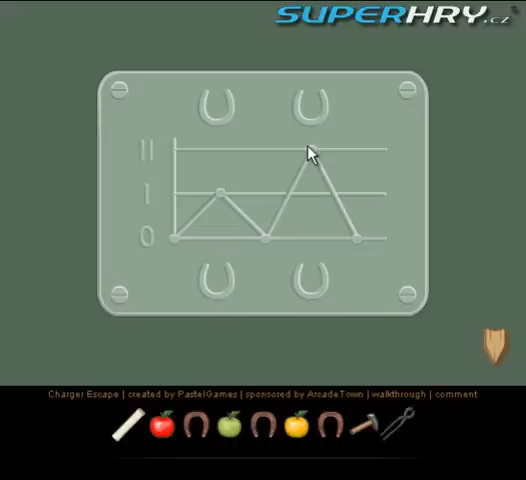 SUPERHRY.cz
II
I
0
Charger Escape | created by PastelGames | sponsored by ArcadeTown | walkthrough | comment